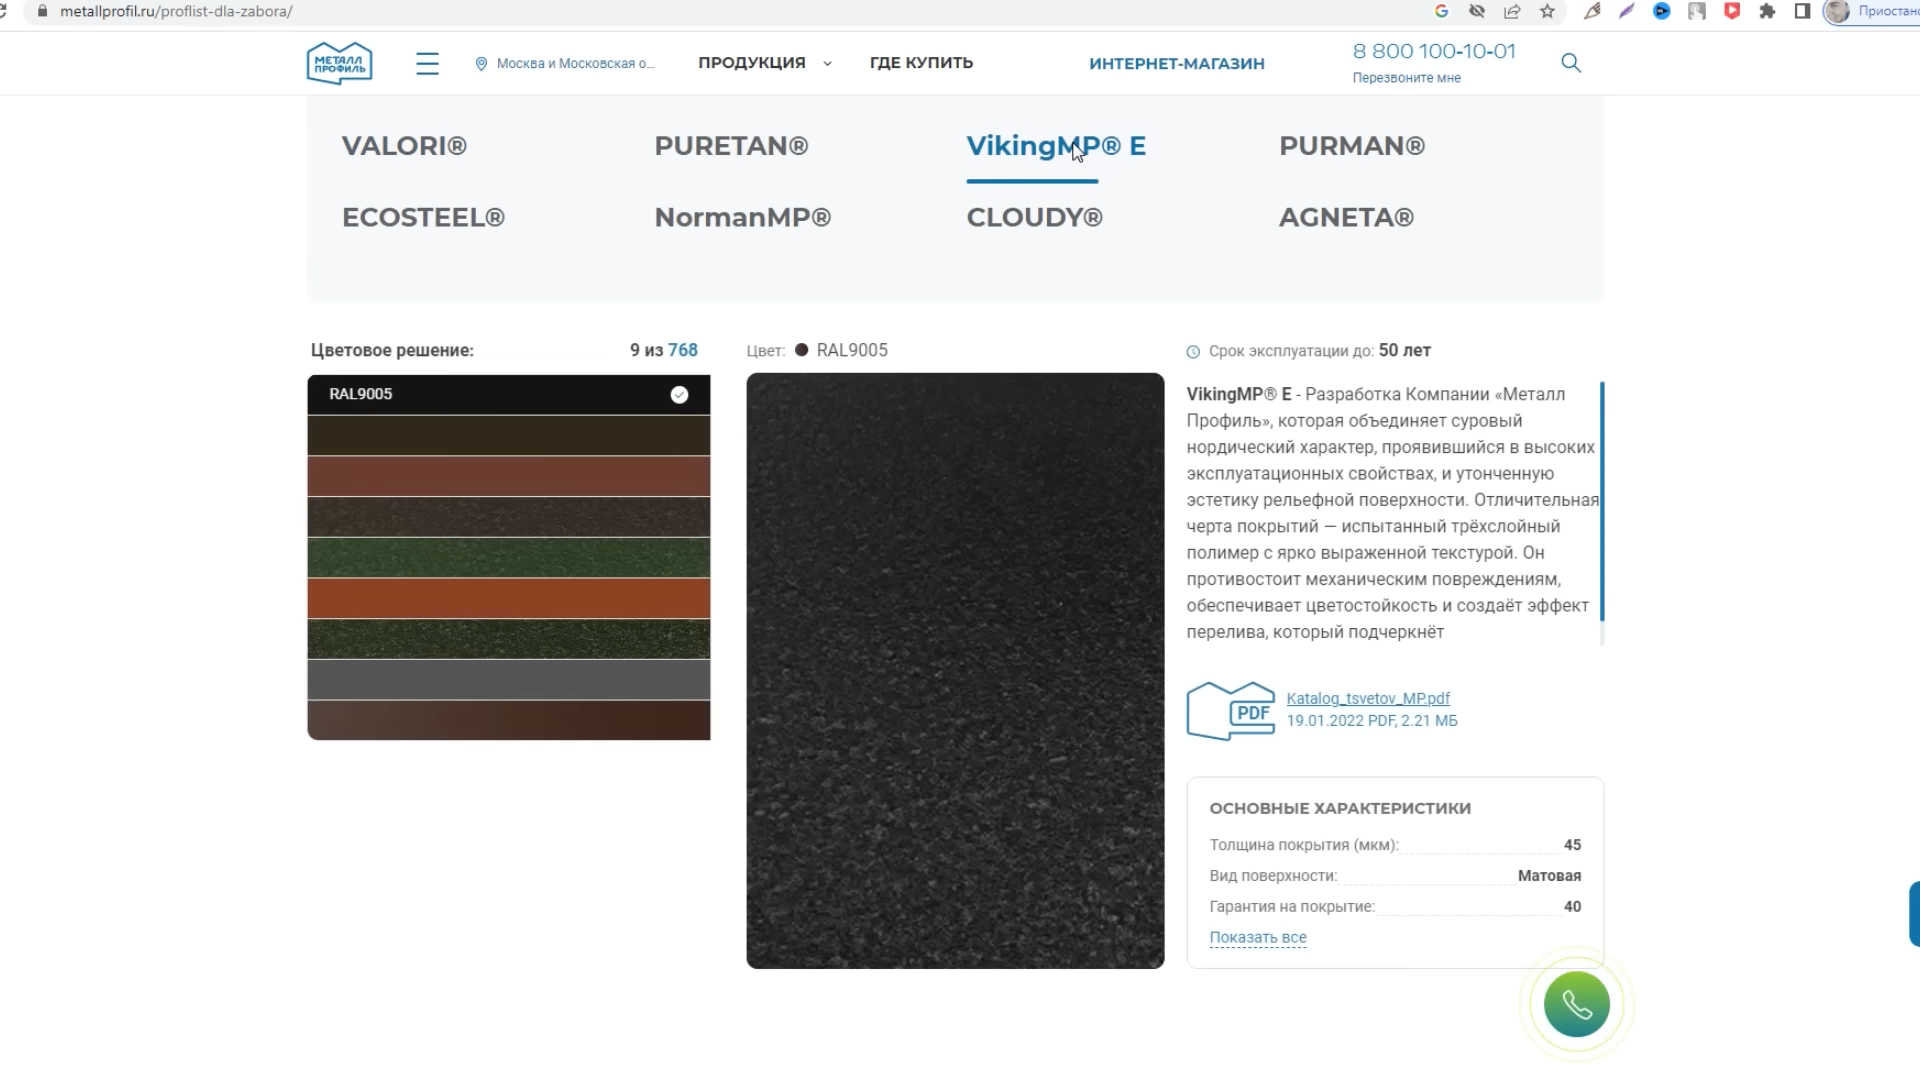 metallprofil.ru/proflist-dla-zabora/
Приостано
МЕТАЛЛ
ПРОФИЛЬ
Москва и Московская о...
ПРОДУКЦИЯ
ГДЕ КУПИТЬ
ИНТЕРНЕТ-МАГАЗИН
8 800 100-10-01
Перезвоните мне
VALORI®
PURETAN®
VikingMP® E
PURMAN®
ECOSTEEL®
NormanMP®
CLOUDY®
AGNETA®
Цветовое решение:
9 из 768
RAL9005
Цвет: RAL9005
Срок эксплуатации до: 50 лет
VikingMP® E - Разработка Компании «Металл
Профиль», которая объединяет суровый
нордический характер, проявившийся в высоких
эксплуатационных свойствах, и утонченную
эстетику рельефной поверхности. Отличительная
черта покрытий — испытанный трёхслойный
полимер с ярко выраженной текстурой. Он
противостоит механическим повреждениям,
обеспечивает цветостойкость и создаёт эффект
перелива, который подчеркнёт
PDF
Katalog_tsvetov_MP.pdf
19.01.2022 PDF, 2.21 МБ
ОСНОВНЫЕ ХАРАКТЕРИСТИКИ
Толщина покрытия (мкм): 45
Вид поверхности: Матовая
Гарантия на покрытие: 40
Показать все